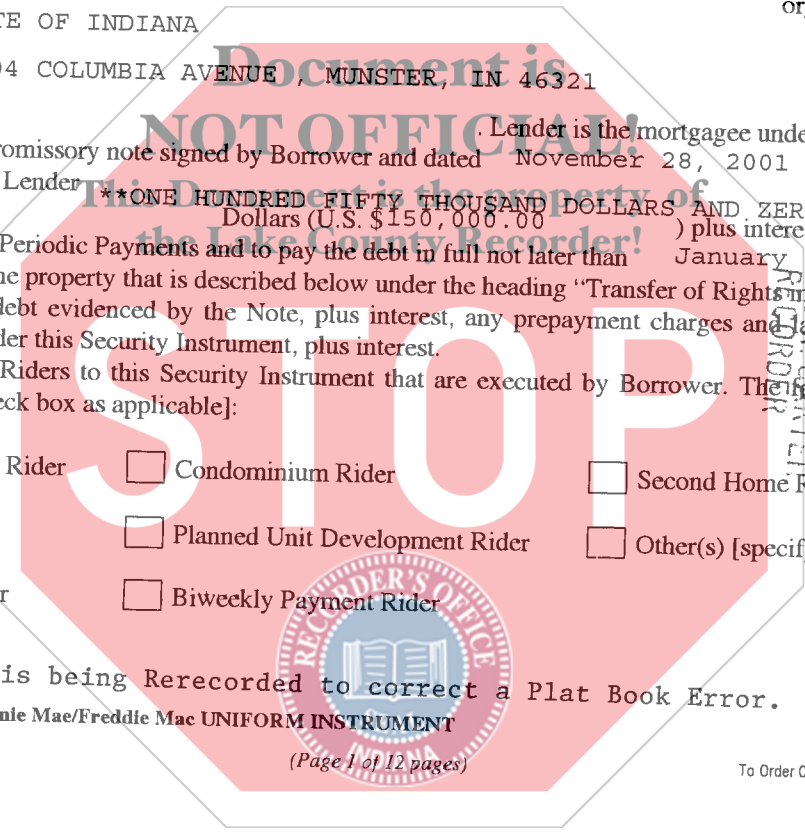 TE OF INDIANA
04 COLUMBIA AVENUE , MUNSTER, IN 46321
Document is
NOT OFFICIAL!
. Lender is the mortgagee unde
romissory note signed by Borrower and dated November 28, 2001
This Document is the property of
Lender **ONE HUNDRED FIFTY THOUSAND DOLLARS AND ZER
Dollars (U.S. $150,000.00 ) plus intere
the Lake County Recorder!
Periodic Payments and to pay the debt in full not later than January
ne property that is described below under the heading “Transfer of Rights in
debt evidenced by the Note, plus interest, any prepayment charges and la
der this Security Instrument, plus interest.
Riders to this Security Instrument that are executed by Borrower. The fo
eck box as applicable]:
RECORDER
STOP
Rider Condominium Rider Second Home R
Planned Unit Development Rider Other(s) [specif
r Biweekly Payment Rider
RECORDER'S OFFICE
SEAL
INDIANA
is being Rerecorded to correct a Plat Book Error.
nie Mae/Freddie Mac UNIFORM INSTRUMENT
(Page 1 of 12 pages)
To Order C